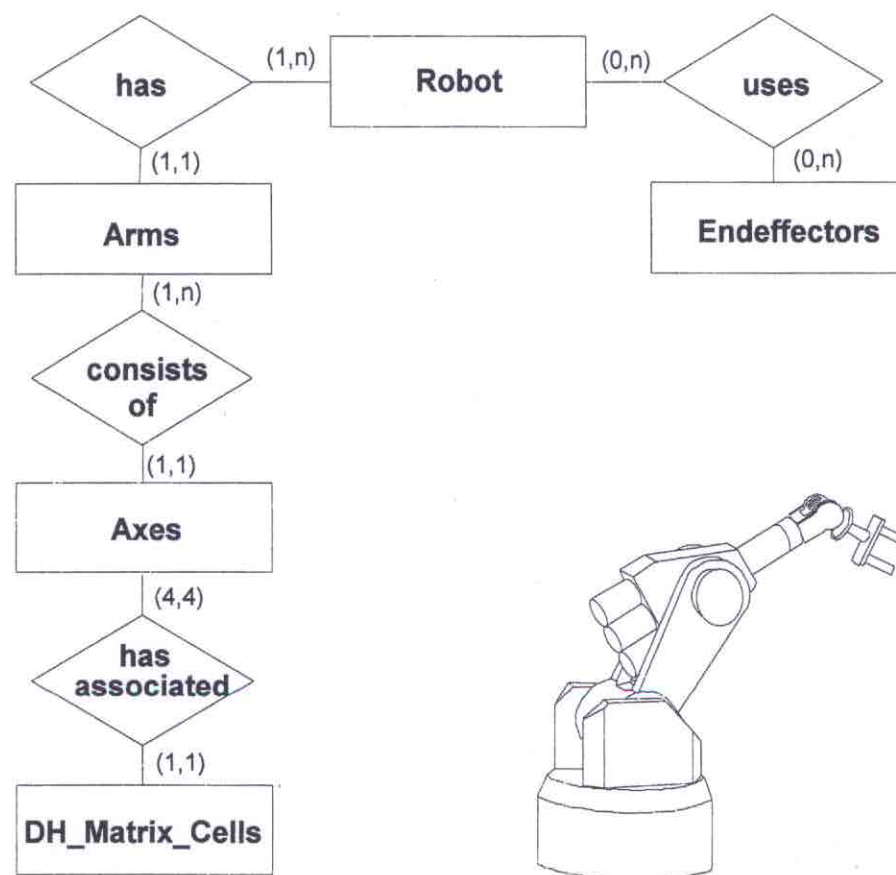 (1,n)
Robot
(0,n)
has
uses
(1,1)
(0,n)
Arms
Endeffectors
(1,n)
consists
of
(1,1)
Axes
(4,4)
has
associated
(1,1)
DH_Matrix_Cells